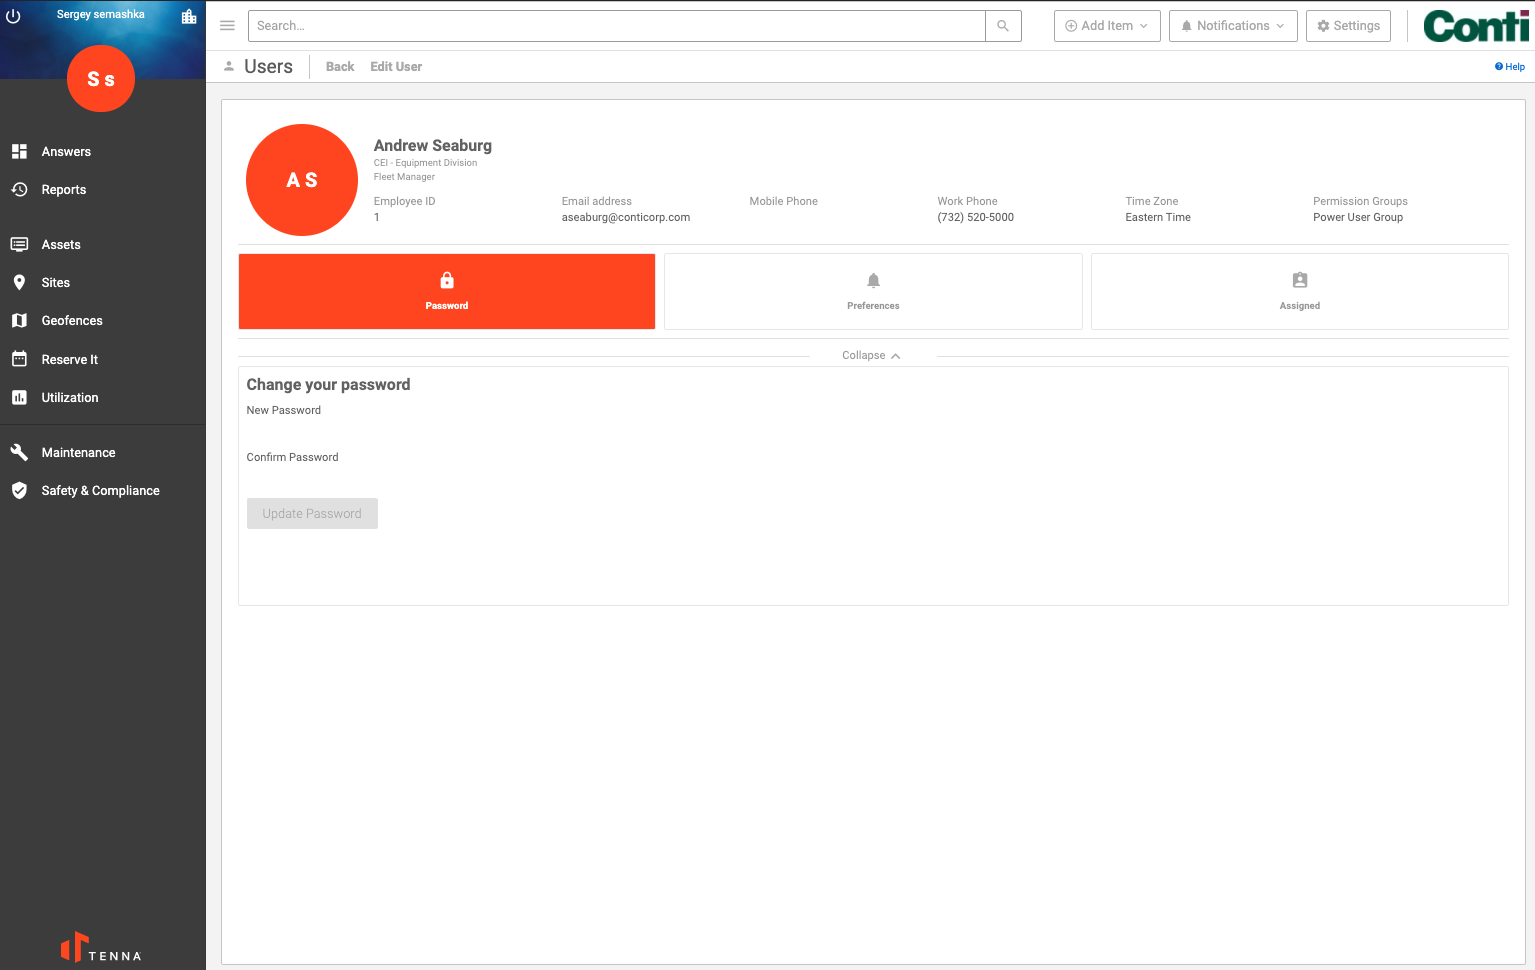 Sergey semashka
S s
Answers
Reports
Assets
Sites
Geofences
Reserve It
Utilization
Maintenance
Safety & Compliance
TENNA
Search...
Add Item
Notifications
Settings
Conti
Users
Back
Edit User
Help
A S
Andrew Seaburg
CEI - Equipment Division
Fleet Manager
Employee ID
1
Email address
aseaburg@conticorp.com
Mobile Phone
Work Phone
(732) 520-5000
Time Zone
Eastern Time
Permission Groups
Power User Group
Password
Preferences
Assigned
Collapse
Change your password
New Password
Confirm Password
Update Password